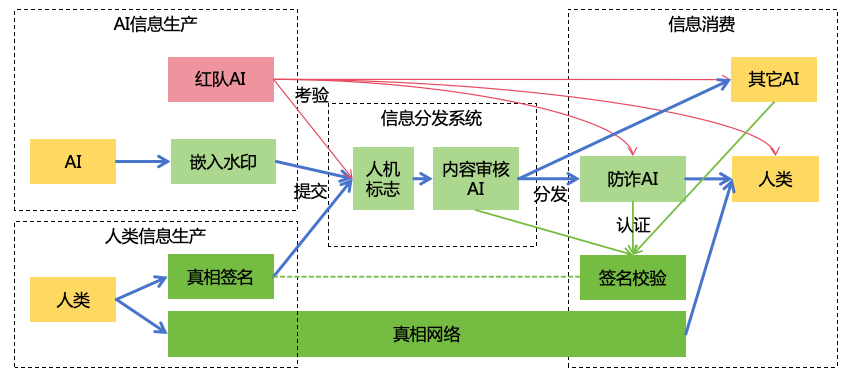 AI信息生产
信息消费
红队AI
其它AI
考验
信息分发系统
AI
嵌入水印
人机
标志
内容审核
AI
防诈AI
人类
提交
分发
认证
人类信息生产
人类
真相签名
签名校验
真相网络